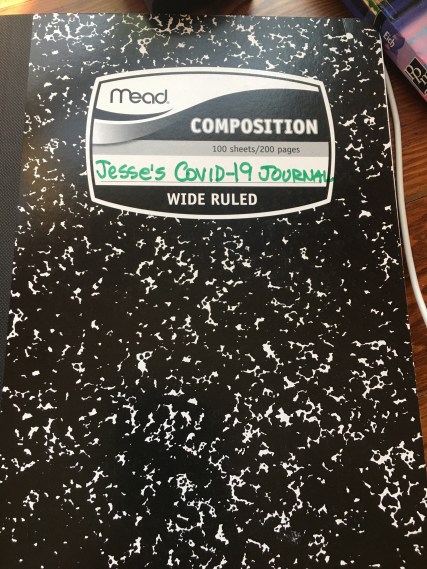 Mead
COMPOSITION
100 sheets/200 pages
Jesse's COVID-19 JOURNAL
WIDE RULED